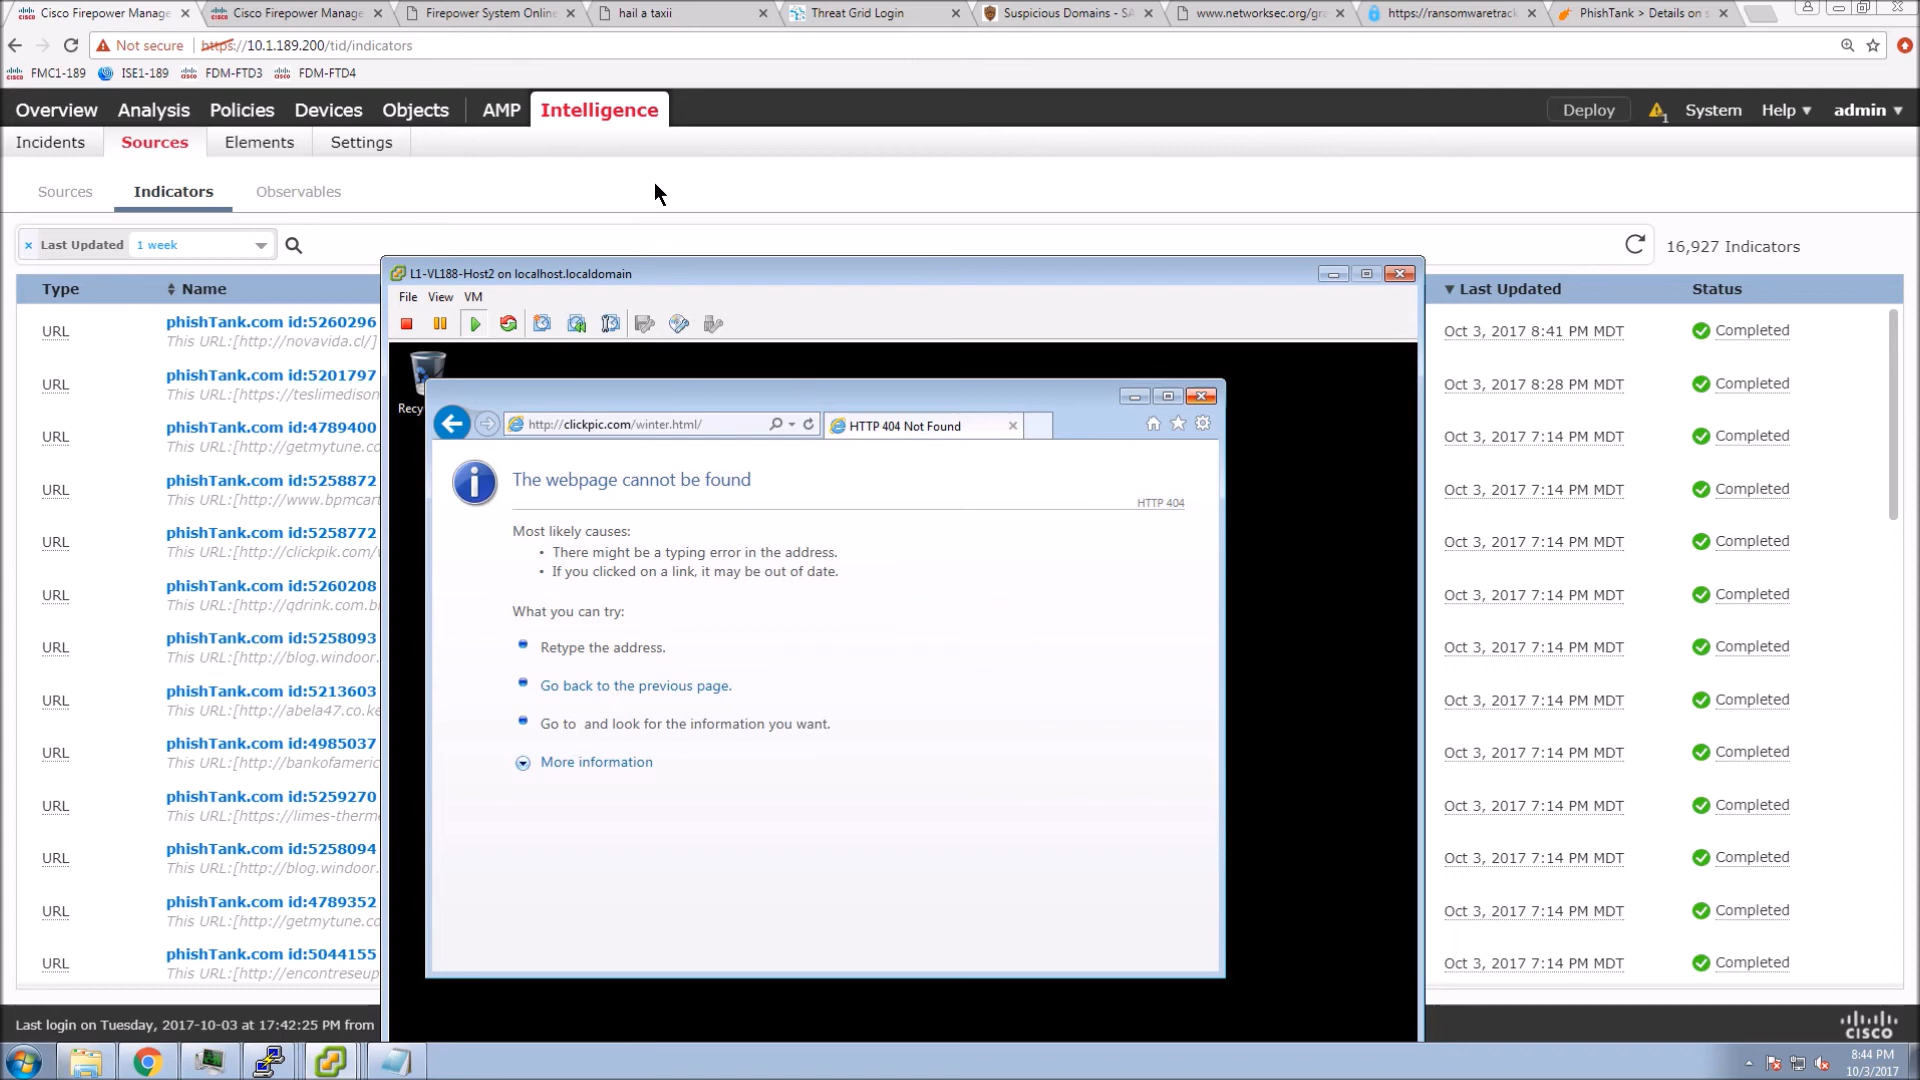 Cisco Firepower Manage
Cisco Firepower Manage
Firepower System Online
hail a taxii
Threat Grid Login
Suspicious Domains - SA
www.networksec.org/gra
https://ransomwaretrack
PhishTank > Details on s
Not secure https://10.1.189.200/tid/indicators
FMC1-189 ISE1-189 FDM-FTD3 FDM-FTD4
Overview Analysis Policies Devices Objects AMP Intelligence Deploy 1 System Help admin
Incidents Sources Elements Settings
Sources Indicators Observables
× Last Updated 1 week 16,927 Indicators
Type Name Last Updated Status
URL phishTank.com id:5260296 Oct 3, 2017 8:41 PM MDT Completed
This URL:[http://novavida.cl/]
URL phishTank.com id:5201797 Oct 3, 2017 8:28 PM MDT Completed
This URL:[https://teslimedison
URL phishTank.com id:4789400 Oct 3, 2017 7:14 PM MDT Completed
This URL:[http://getmytune.co
URL phishTank.com id:5258872 Oct 3, 2017 7:14 PM MDT Completed
This URL:[http://www.bpmcart
URL phishTank.com id:5258772 Oct 3, 2017 7:14 PM MDT Completed
This URL:[http://clickpik.com/
URL phishTank.com id:5260208 Oct 3, 2017 7:14 PM MDT Completed
This URL:[http://qdrink.com.b
URL phishTank.com id:5258093 Oct 3, 2017 7:14 PM MDT Completed
This URL:[http://blog.windoor.
URL phishTank.com id:5213603 Oct 3, 2017 7:14 PM MDT Completed
This URL:[http://abela47.co.ke
URL phishTank.com id:4985037 Oct 3, 2017 7:14 PM MDT Completed
This URL:[http://bankofameric
URL phishTank.com id:5259270 Oct 3, 2017 7:14 PM MDT Completed
This URL:[https://limes-therme
URL phishTank.com id:5258094 Oct 3, 2017 7:14 PM MDT Completed
This URL:[http://blog.windoor.
URL phishTank.com id:4789352 Oct 3, 2017 7:14 PM MDT Completed
This URL:[http://getmytune.co
URL phishTank.com id:5044155 Oct 3, 2017 7:14 PM MDT Completed
This URL:[http://encontreseup
L1-VL188-Host2 on localhost.localdomain
File View VM
Recy
http://clickpic.com/winter.html/ HTTP 404 Not Found
The webpage cannot be found
HTTP 404
Most likely causes:
• There might be a typing error in the address.
• If you clicked on a link, it may be out of date.
What you can try:
Retype the address.
Go back to the previous page.
Go to and look for the information you want.
More information
Last login on Tuesday, 2017-10-03 at 17:42:25 PM from
CISCO
8:44 PM
10/3/2017